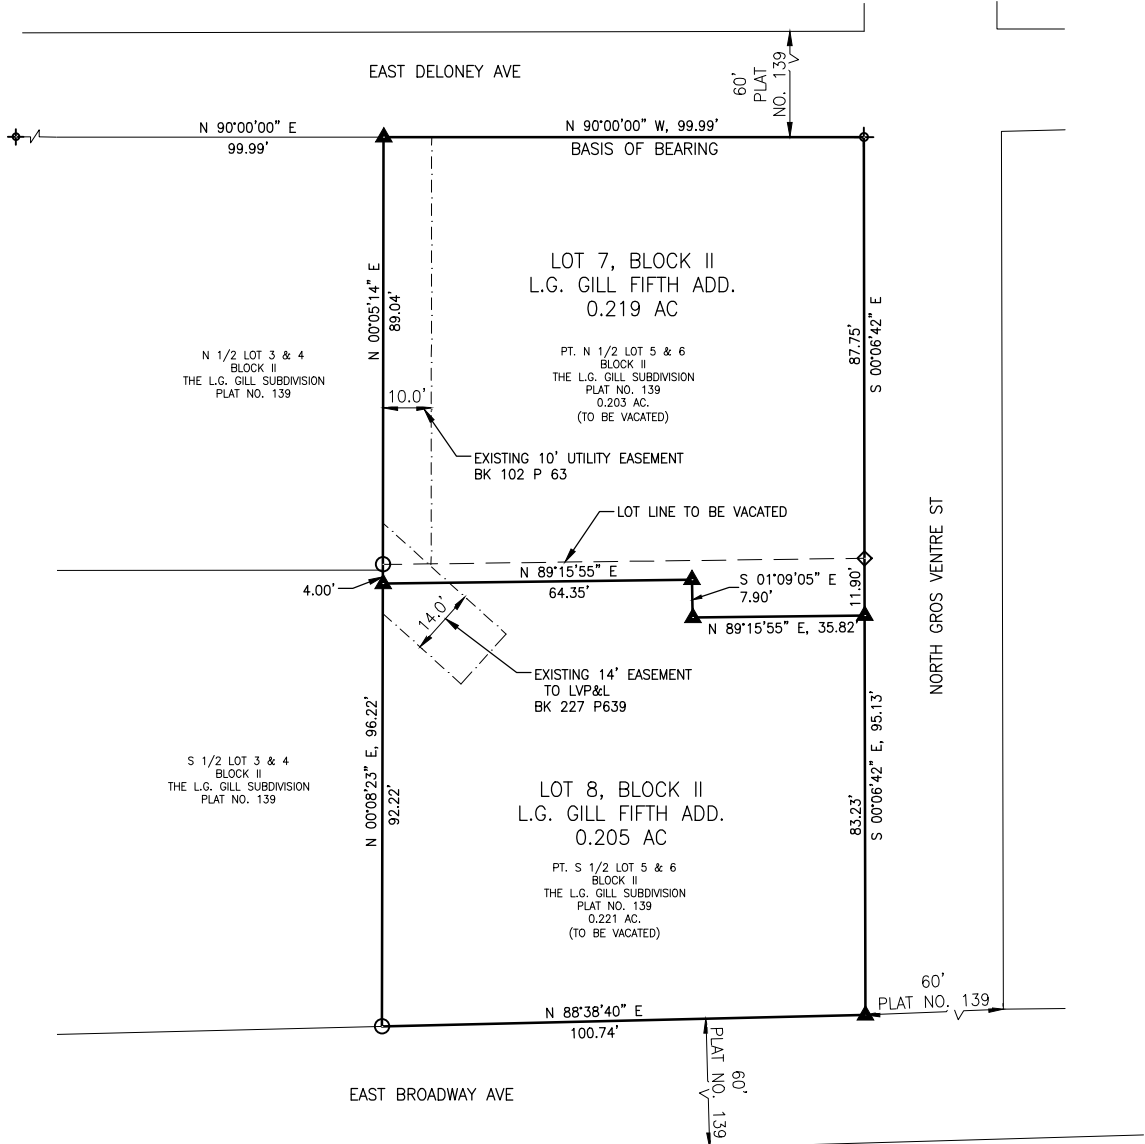 EAST DELONEY AVE
60'
PLAT
NO. 139
N 90°00'00" E
99.99'
N 90°00'00" W, 99.99'
BASIS OF BEARING
LOT 7, BLOCK II
L.G. GILL FIFTH ADD.
0.219 AC
N 00°05'14" E
89.04'
87.75'
S 00°06'42" E
N 1/2 LOT 3 & 4
BLOCK II
THE L.G. GILL SUBDIVISION
PLAT NO. 139
PT. N 1/2 LOT 5 & 6
BLOCK II
THE L.G. GILL SUBDIVISION
PLAT NO. 139
0.203 AC.
(TO BE VACATED)
10.0'
EXISTING 10' UTILITY EASEMENT
BK 102 P 63
LOT LINE TO BE VACATED
NORTH GROS VENTRE ST
N 89°15'55" E
64.35'
S 01°09'05" E
7.90'
11.90'
4.00'
14.0'
N 89°15'55" E, 35.82'
EXISTING 14' EASEMENT
TO LVP&L
BK 227 P639
N 00°08'23" E, 96.22'
92.22'
83.23'
S 00°06'42" E, 95.13'
S 1/2 LOT 3 & 4
BLOCK II
THE L.G. GILL SUBDIVISION
PLAT NO. 139
LOT 8, BLOCK II
L.G. GILL FIFTH ADD.
0.205 AC
PT. S 1/2 LOT 5 & 6
BLOCK II
THE L.G. GILL SUBDIVISION
PLAT NO. 139
0.221 AC.
(TO BE VACATED)
60'
PLAT NO. 139
N 88°38'40" E
100.74'
60'
PLAT NO. 139
EAST BROADWAY AVE